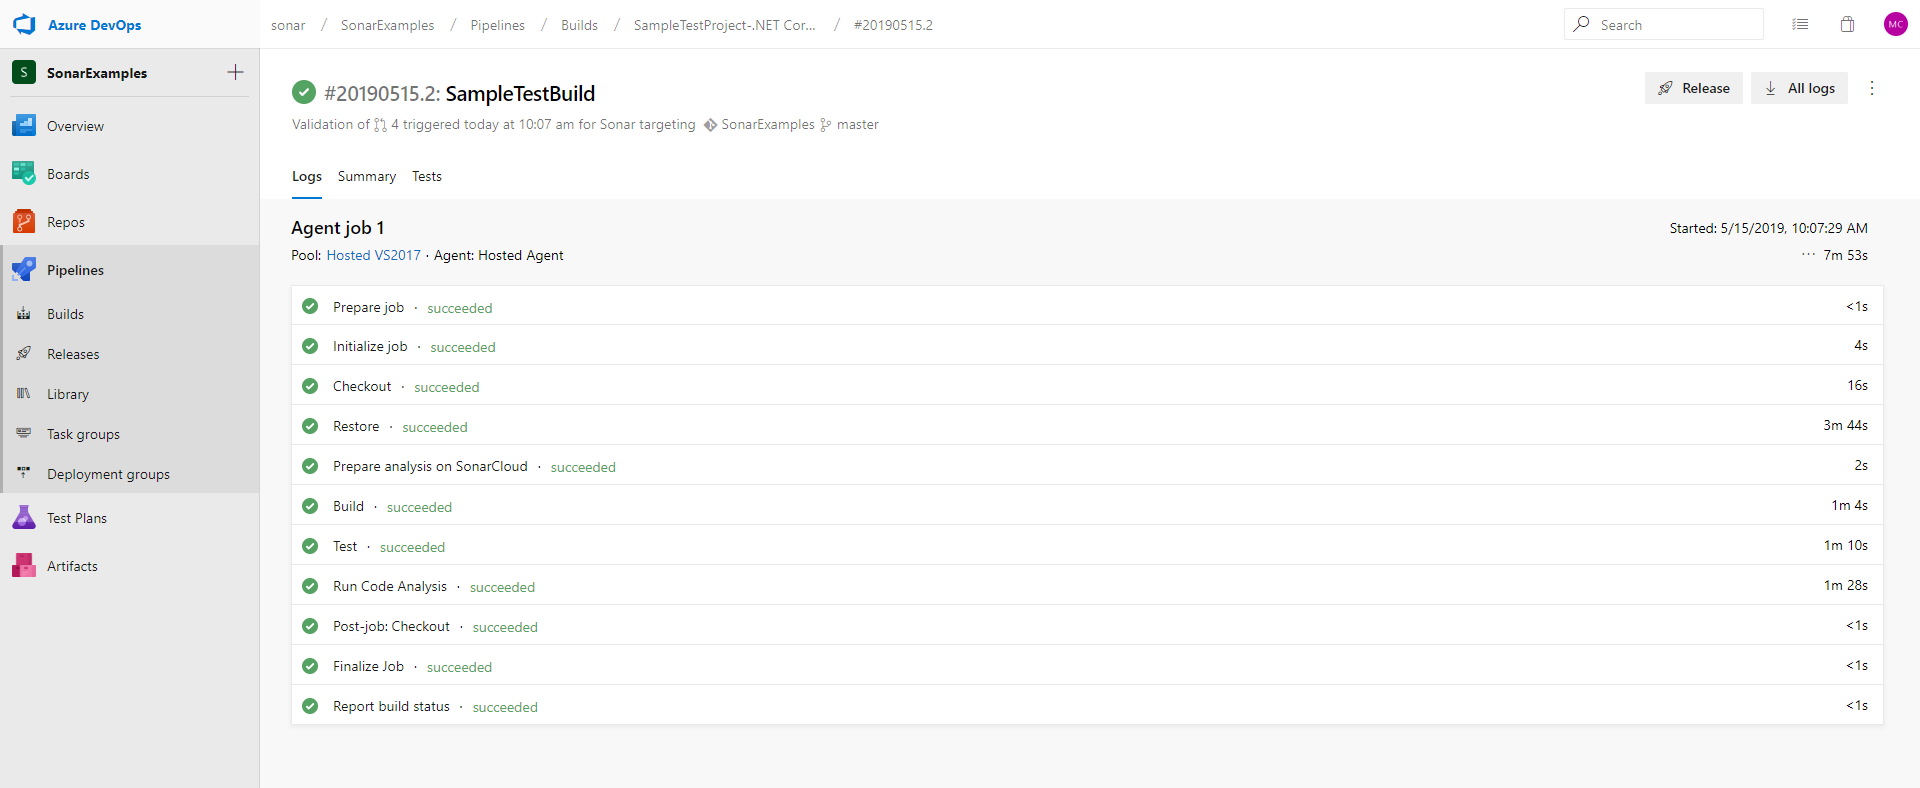 Azure DevOps
sonar / SonarExamples / Pipelines / Builds / SampleTestProject-.NET Cor... / #20190515.2
Search
MC
S SonarExamples
Overview
Boards
Repos
Pipelines
Builds
Releases
Library
Task groups
Deployment groups
Test Plans
Artifacts
#20190515.2: SampleTestBuild
Release
All logs
Validation of 4 triggered today at 10:07 am for Sonar targeting SonarExamples master
Logs Summary Tests
Agent job 1
Started: 5/15/2019, 10:07:29 AM
Pool: Hosted VS2017 · Agent: Hosted Agent
··· 7m 53s
Prepare job · succeeded <1s
Initialize job · succeeded 4s
Checkout · succeeded 16s
Restore · succeeded 3m 44s
Prepare analysis on SonarCloud · succeeded 2s
Build · succeeded 1m 4s
Test · succeeded 1m 10s
Run Code Analysis · succeeded 1m 28s
Post-job: Checkout · succeeded <1s
Finalize Job · succeeded <1s
Report build status · succeeded <1s